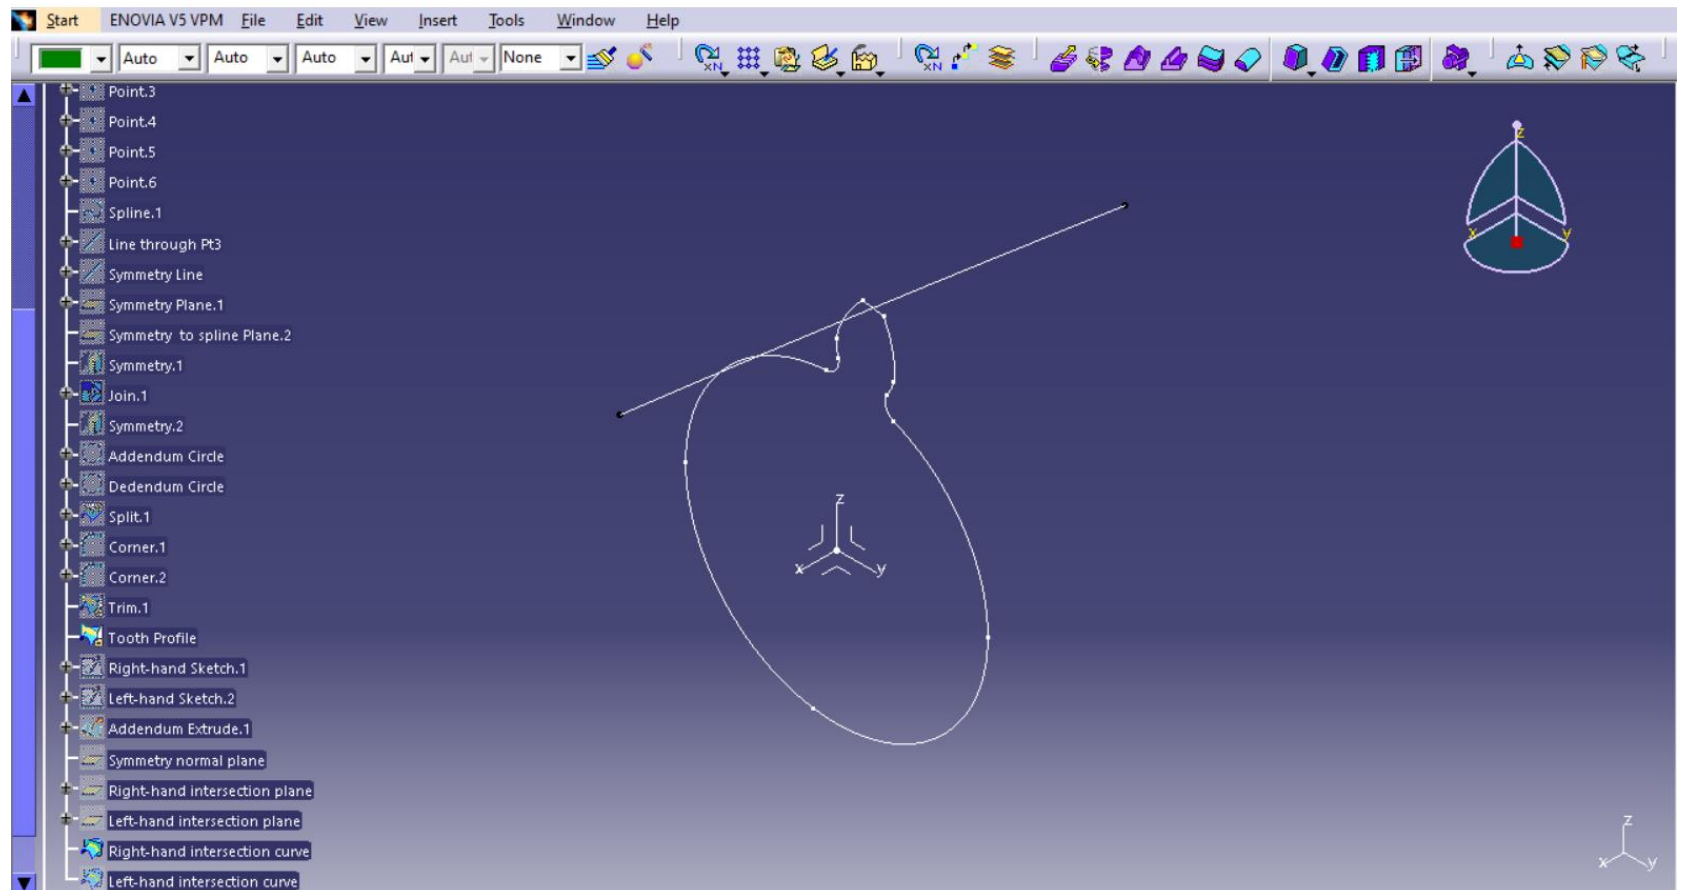 Start ENOVIA V5 VPM File Edit View Insert Tools Window Help
Auto Auto Auto Aut Aut None
Point.3
Point.4
Point.5
Point.6
Spline.1
Line through Pt3
Symmetry Line
Symmetry Plane.1
Symmetry to spline Plane.2
Symmetry.1
Join.1
Symmetry.2
Addendum Circle
Dedendum Circle
Split.1
Corner.1
Corner.2
Trim.1
Tooth Profile
Right-hand Sketch.1
Left-hand Sketch.2
Addendum Extrude.1
Symmetry normal plane
Right-hand intersection plane
Left-hand intersection plane
Right-hand intersection curve
Left-hand intersection curve
z
x y
z
x y
z
x y